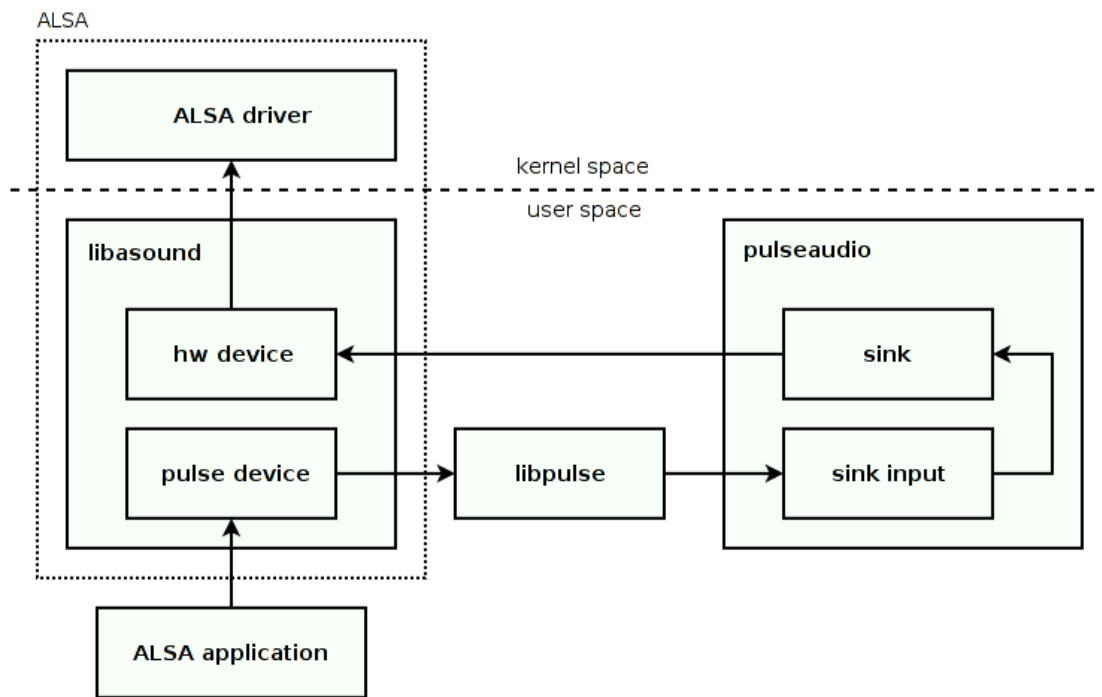 ALSA
ALSA driver
kernel space
user space
libasound
pulseaudio
hw device
sink
pulse device
libpulse
sink input
ALSA application